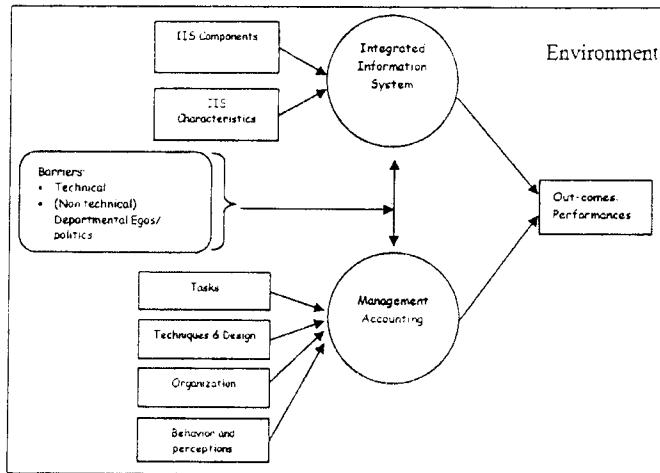 IIS Components
Integrated
Information
System
Environment
IIS
Characteristics
Barriers:
• Technical
• (Non technical)
Departmental Egos/
politics
Out-comes.
Performances
Tasks
Management
Accounting
Techniques & Design
Organization
Behavior and
perceptions